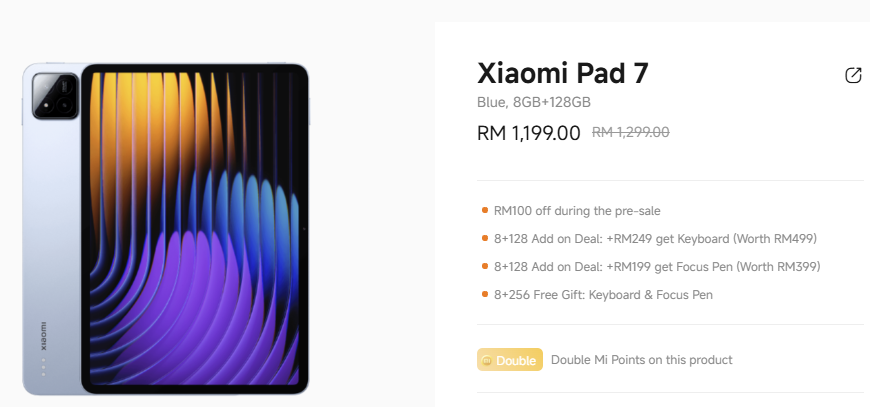 Xiaomi Pad 7
Blue, 8GB+128GB
RM 1,199.00 RM 1,299.00
RM100 off during the pre-sale
8+128 Add on Deal: +RM249 get Keyboard (Worth RM499)
8+128 Add on Deal: +RM199 get Focus Pen (Worth RM399)
8+256 Free Gift: Keyboard & Focus Pen
Double Double Mi Points on this product
xiaomi